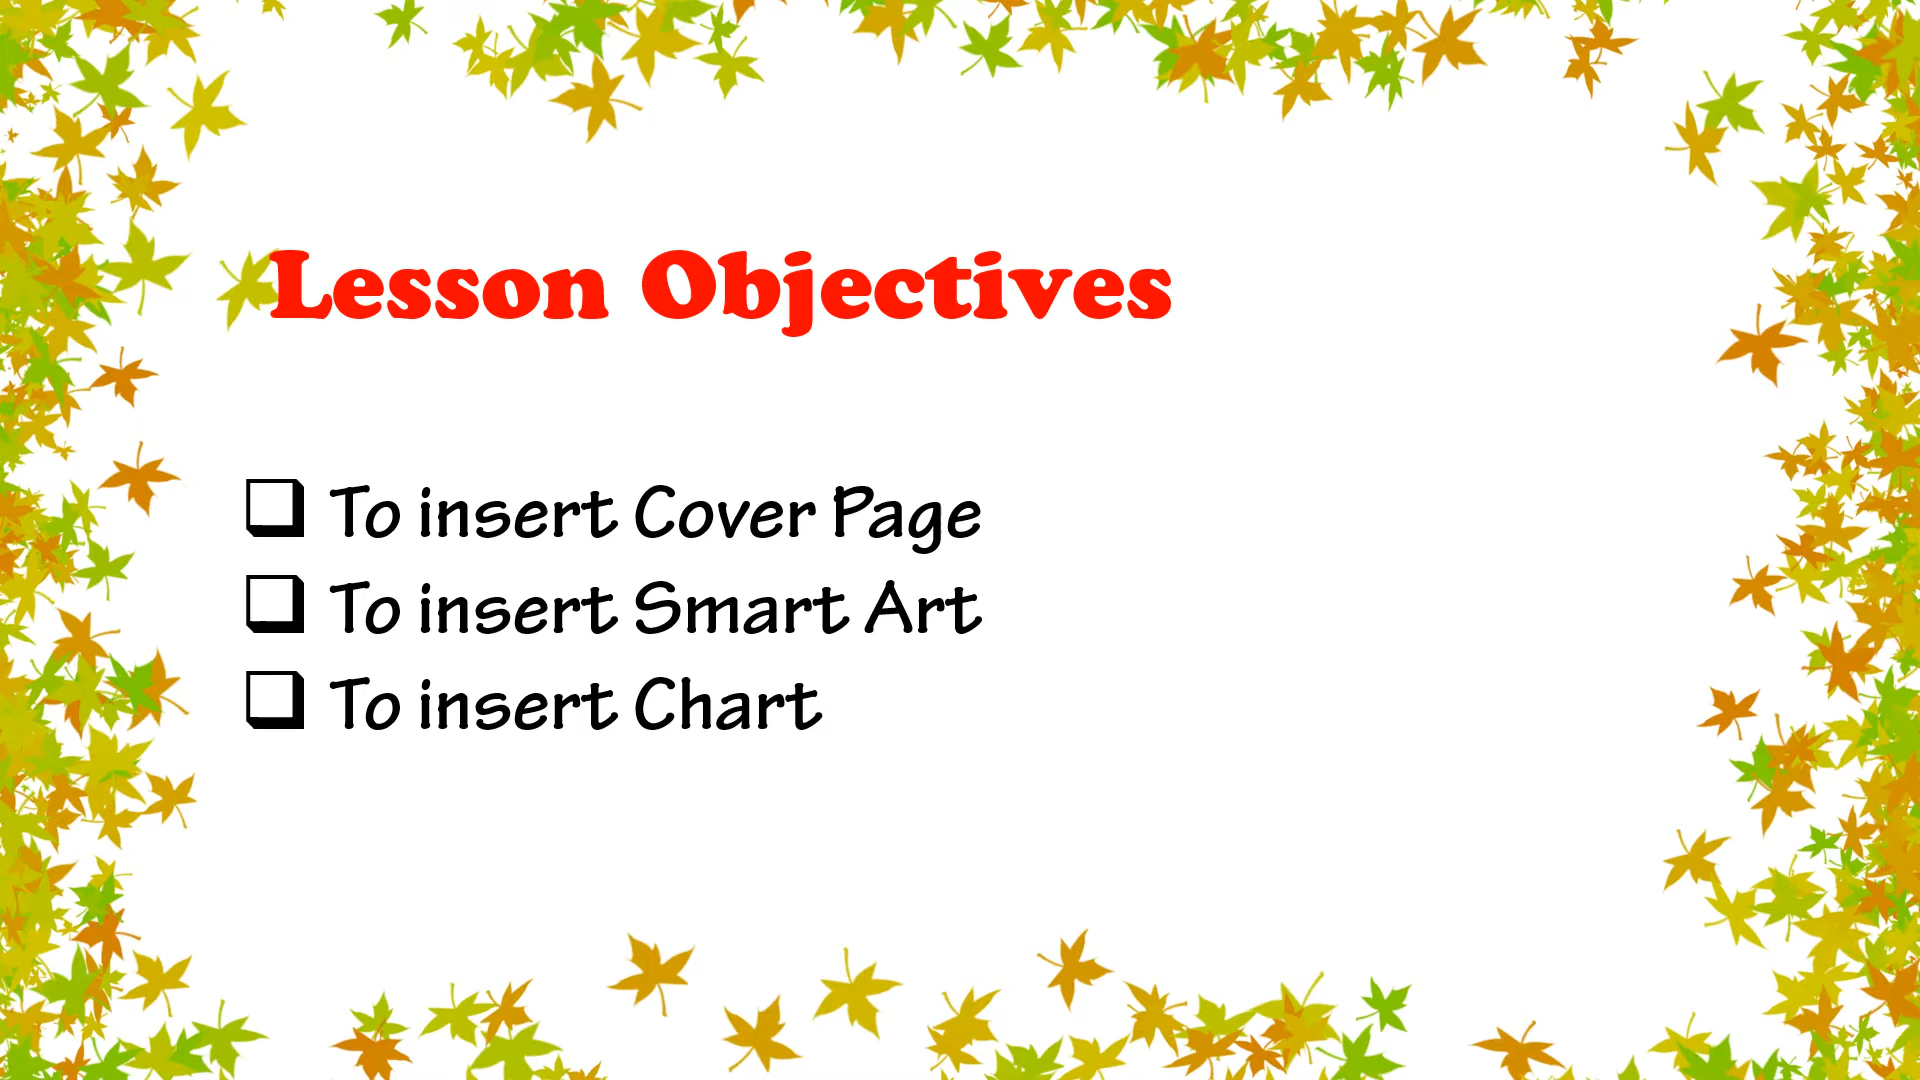 Lesson Objectives
❑ To insert Cover Page
❑ To insert Smart Art
❑ To insert Chart